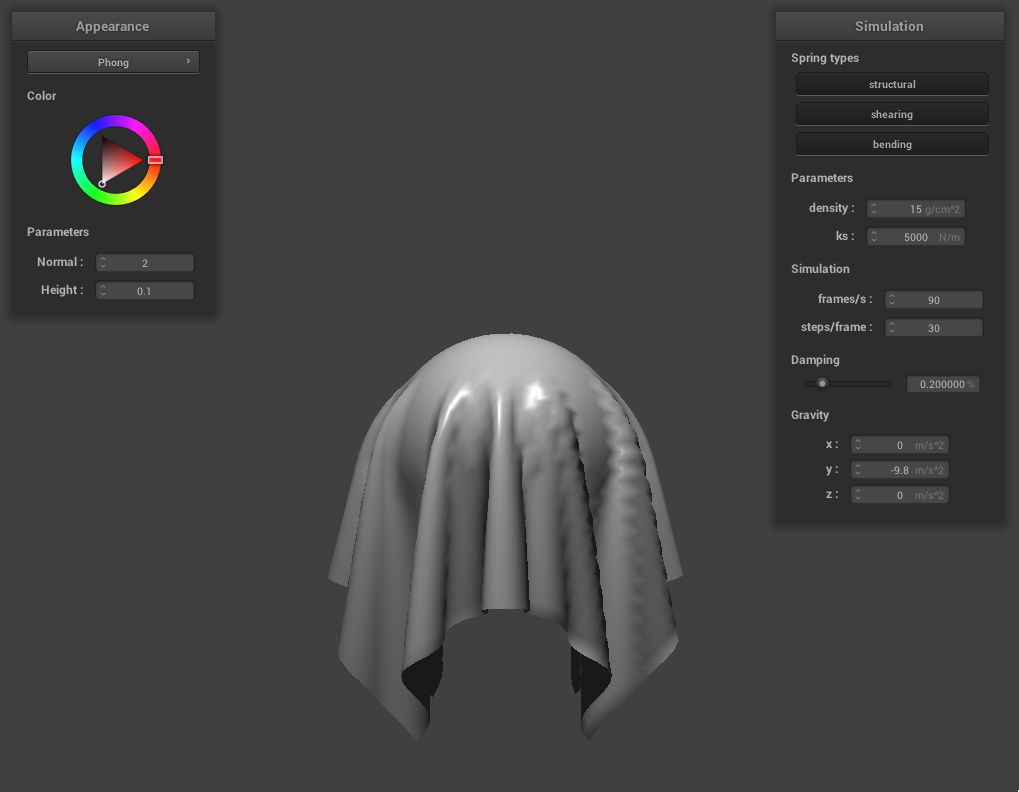 Appearance
Phong
Color
Parameters
Normal : 2
Height : 0.1
Simulation
Spring types
structural
shearing
bending
Parameters
density : 15 g/cm^2
ks : 5000 N/m
Simulation
frames/s : 90
steps/frame : 30
Damping
0.200000 %
Gravity
x : 0 m/s^2
y : -9.8 m/s^2
z : 0 m/s^2